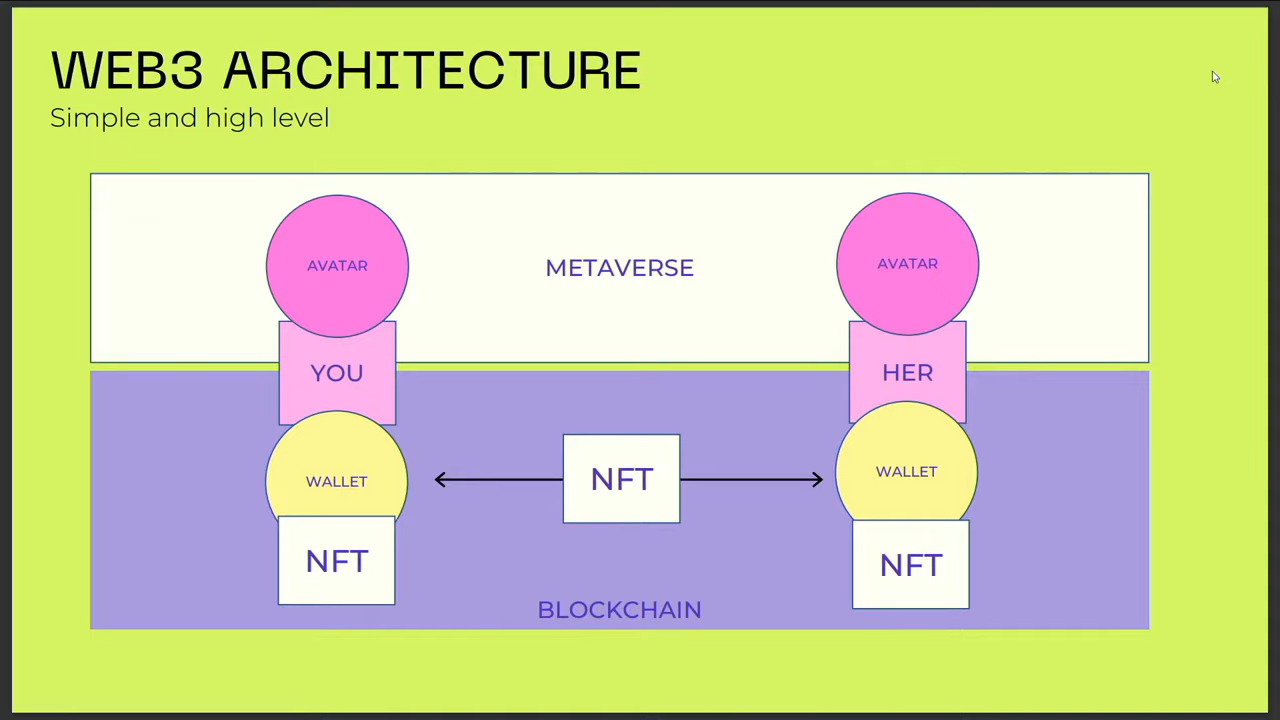 WEB3 ARCHITECTURE
Simple and high level
AVATAR
METAVERSE
AVATAR
YOU
HER
WALLET
NFT
WALLET
NFT
NFT
BLOCKCHAIN